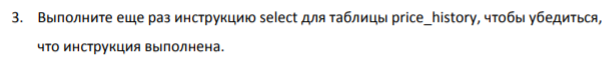 3. Выполните еще раз инструкцию select для таблицы price_history, чтобы убедиться,
что инструкция выполнена.